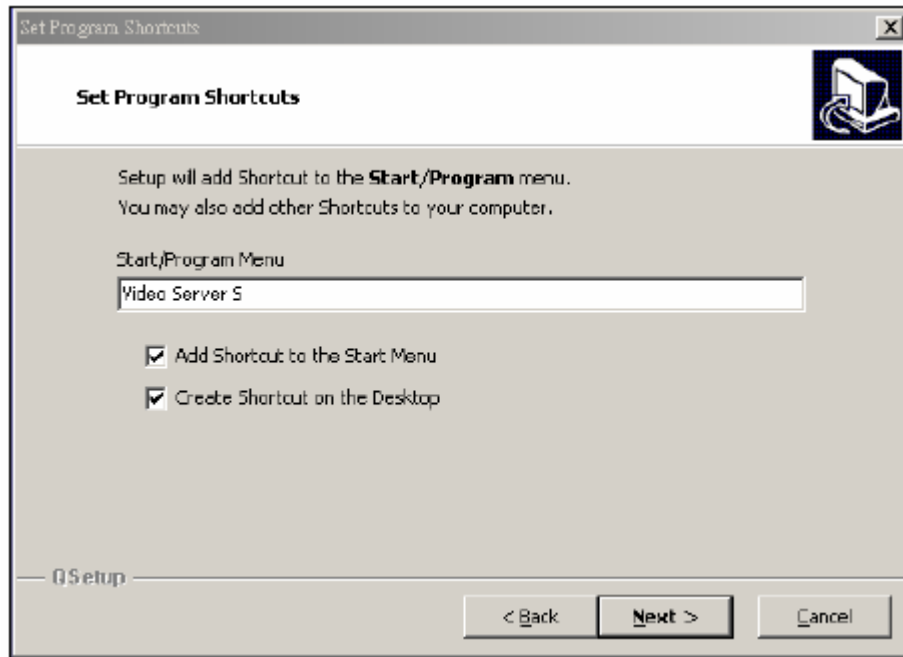 Set Program Shortcuts
Set Program Shortcuts
Setup will add Shortcut to the Start/Program menu.
You may also add other Shortcuts to your computer.
Start/Program Menu
Video Server S
Add Shortcut to the Start Menu
Create Shortcut on the Desktop
QSetup
< Back Next > Cancel